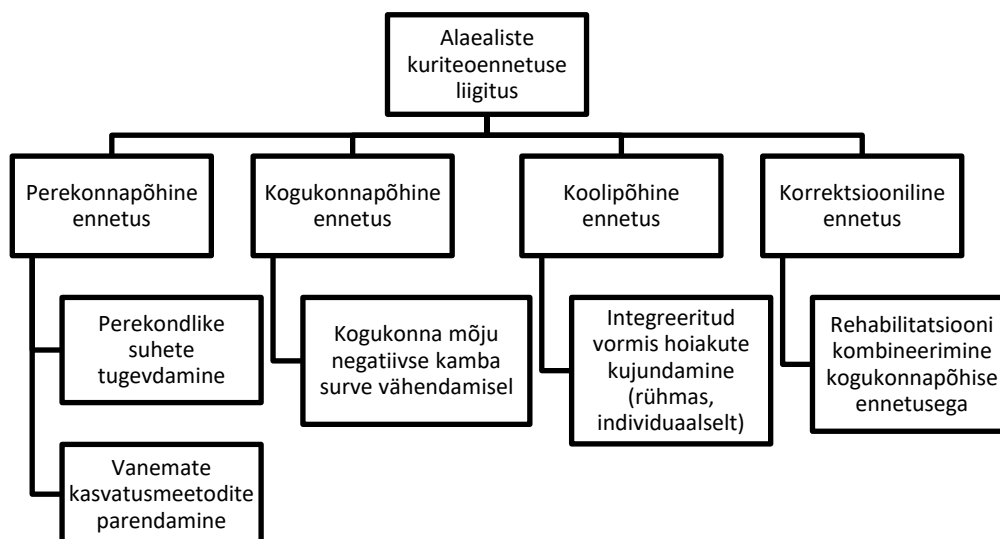 Alaealiste
kuriteoennetuse
liigitus
Perekonnapõhine
ennetus
Kogukonnapõhine
ennetus
Koolipõhine
ennetus
Korrektsiooniline
ennetus
Perekondlike
suhete
tugevdamine
Vanemate
kasvatusmeetodite
parendamine
Kogukonna mõju
negatiivse kamba
surve vähendamisel
Integreeritud
vormis hoiakute
kujundamine
(rühmas,
individuaalselt)
Rehabilitatsiooni
kombineerimine
kogukonnapõhise
ennetusega